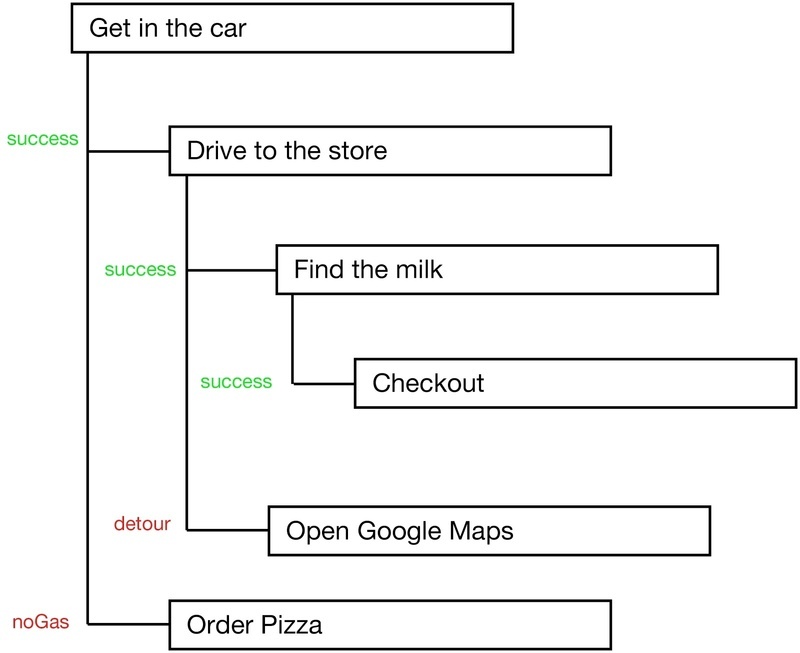 Get in the car
success
Drive to the store
success
Find the milk
success
Checkout
detour
Open Google Maps
noGas
Order Pizza